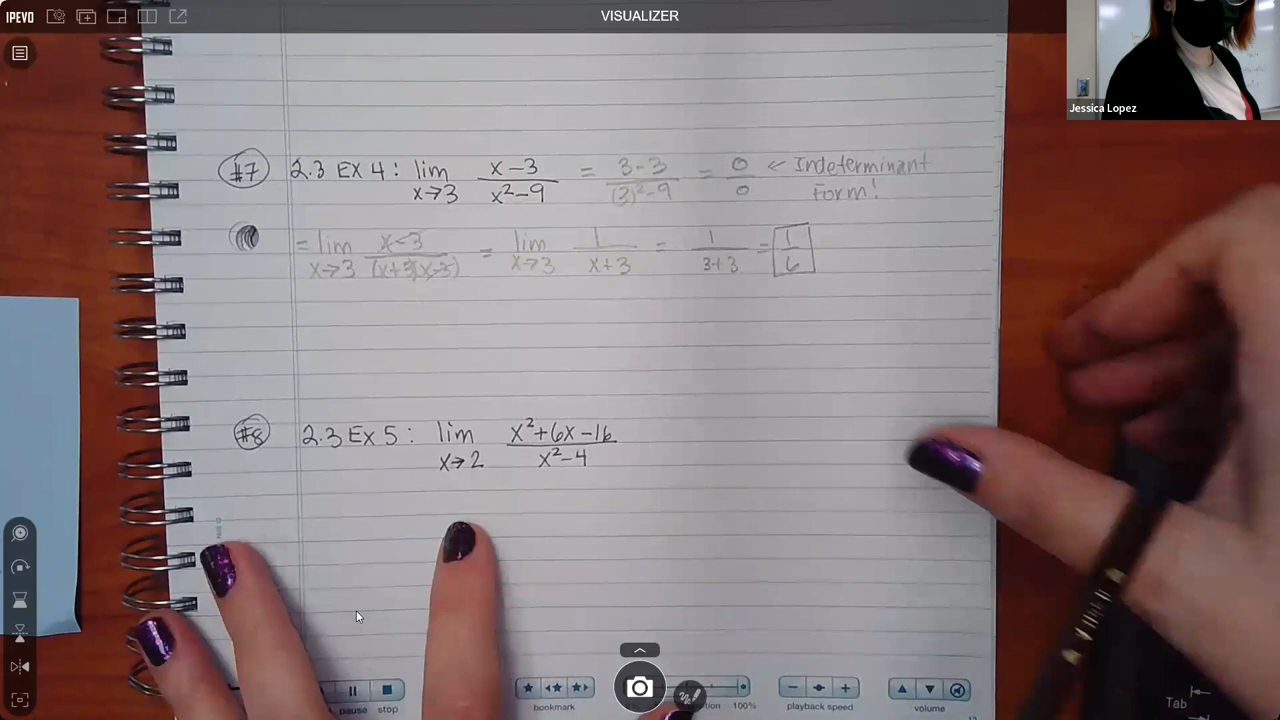 IPEVO
VISUALIZER
Jessica Lopez
#7 2.3 EX 4: lim x→3 x-3 / x²-9 = 3-3 / (3)²-9 = 0/0 ← Indeterminant Form!
= lim x→3 x-3 / (x+3)(x-3) = lim x→3 1 / x+3 = 1 / 3+3 = 1/6
#8 2.3 EX 5: lim x→2 x²+6x-16 / x²-4
pause stop bookmark 100% playback speed volume
Tab